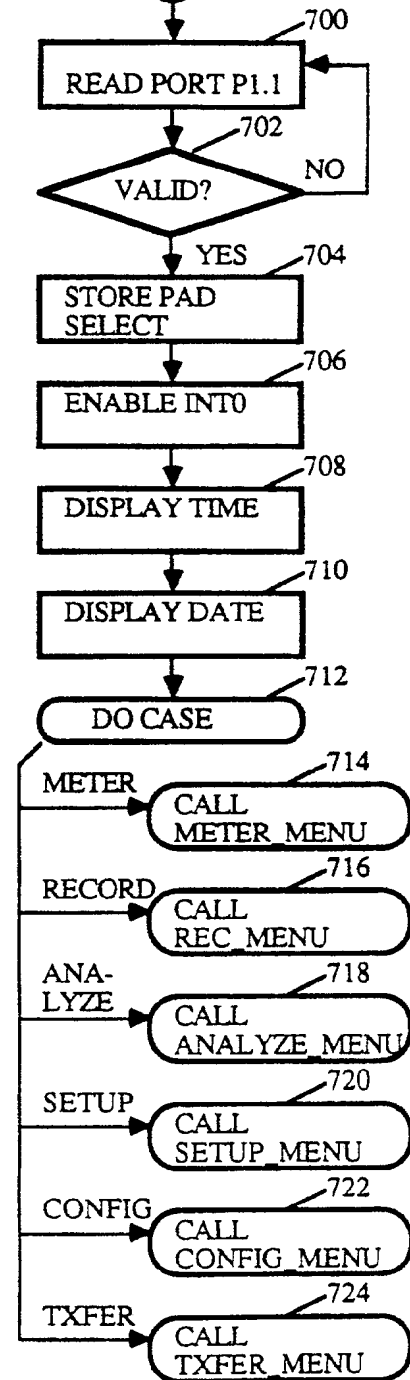 700
READ PORT P1.1
702
VALID?
NO
YES
704
STORE PAD
SELECT
706
ENABLE INT0
708
DISPLAY TIME
710
DISPLAY DATE
712
DO CASE
714
METER
CALL
METER_MENU
716
RECORD
CALL
REC_MENU
718
ANA-
LYZE
CALL
ANALYZE_MENU
720
SETUP
CALL
SETUP_MENU
722
CONFIG
CALL
CONFIG_MENU
724
TXFER
CALL
TXFER_MENU